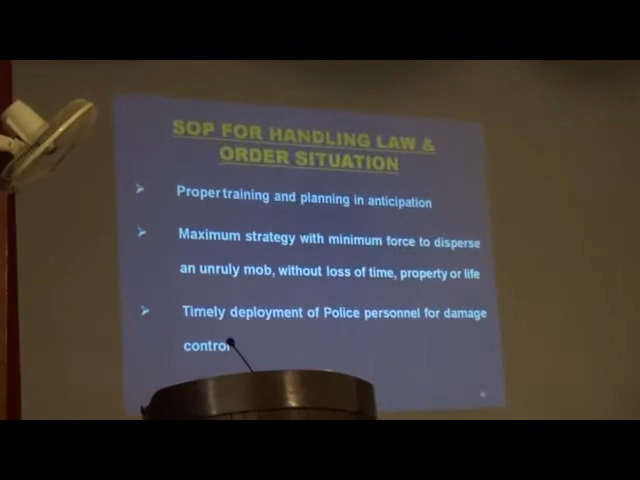 SOP FOR HANDLING LAW &
ORDER SITUATION
Proper training and planning in anticipation
Maximum strategy with minimum force to disperse
an unruly mob, without loss of time, property or life
Timely deployment of Police personnel for damage
control